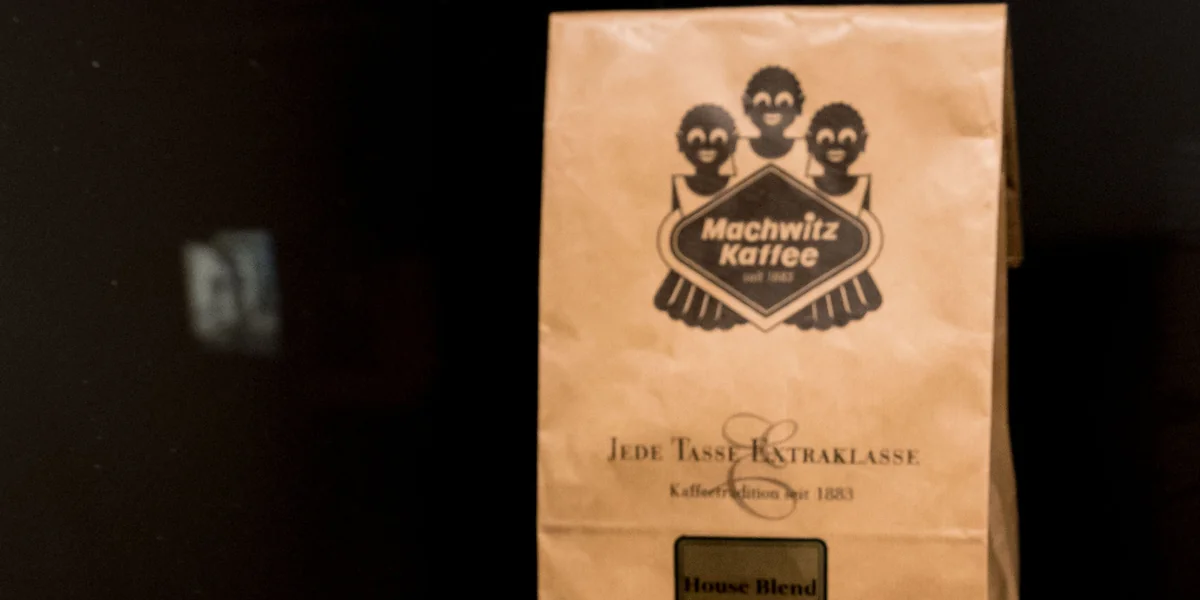 Machwitz
Kaffee
seit 1883
JEDE TASSE EXTRAKLASSE
Kaffeetradition seit 1883
House Blend